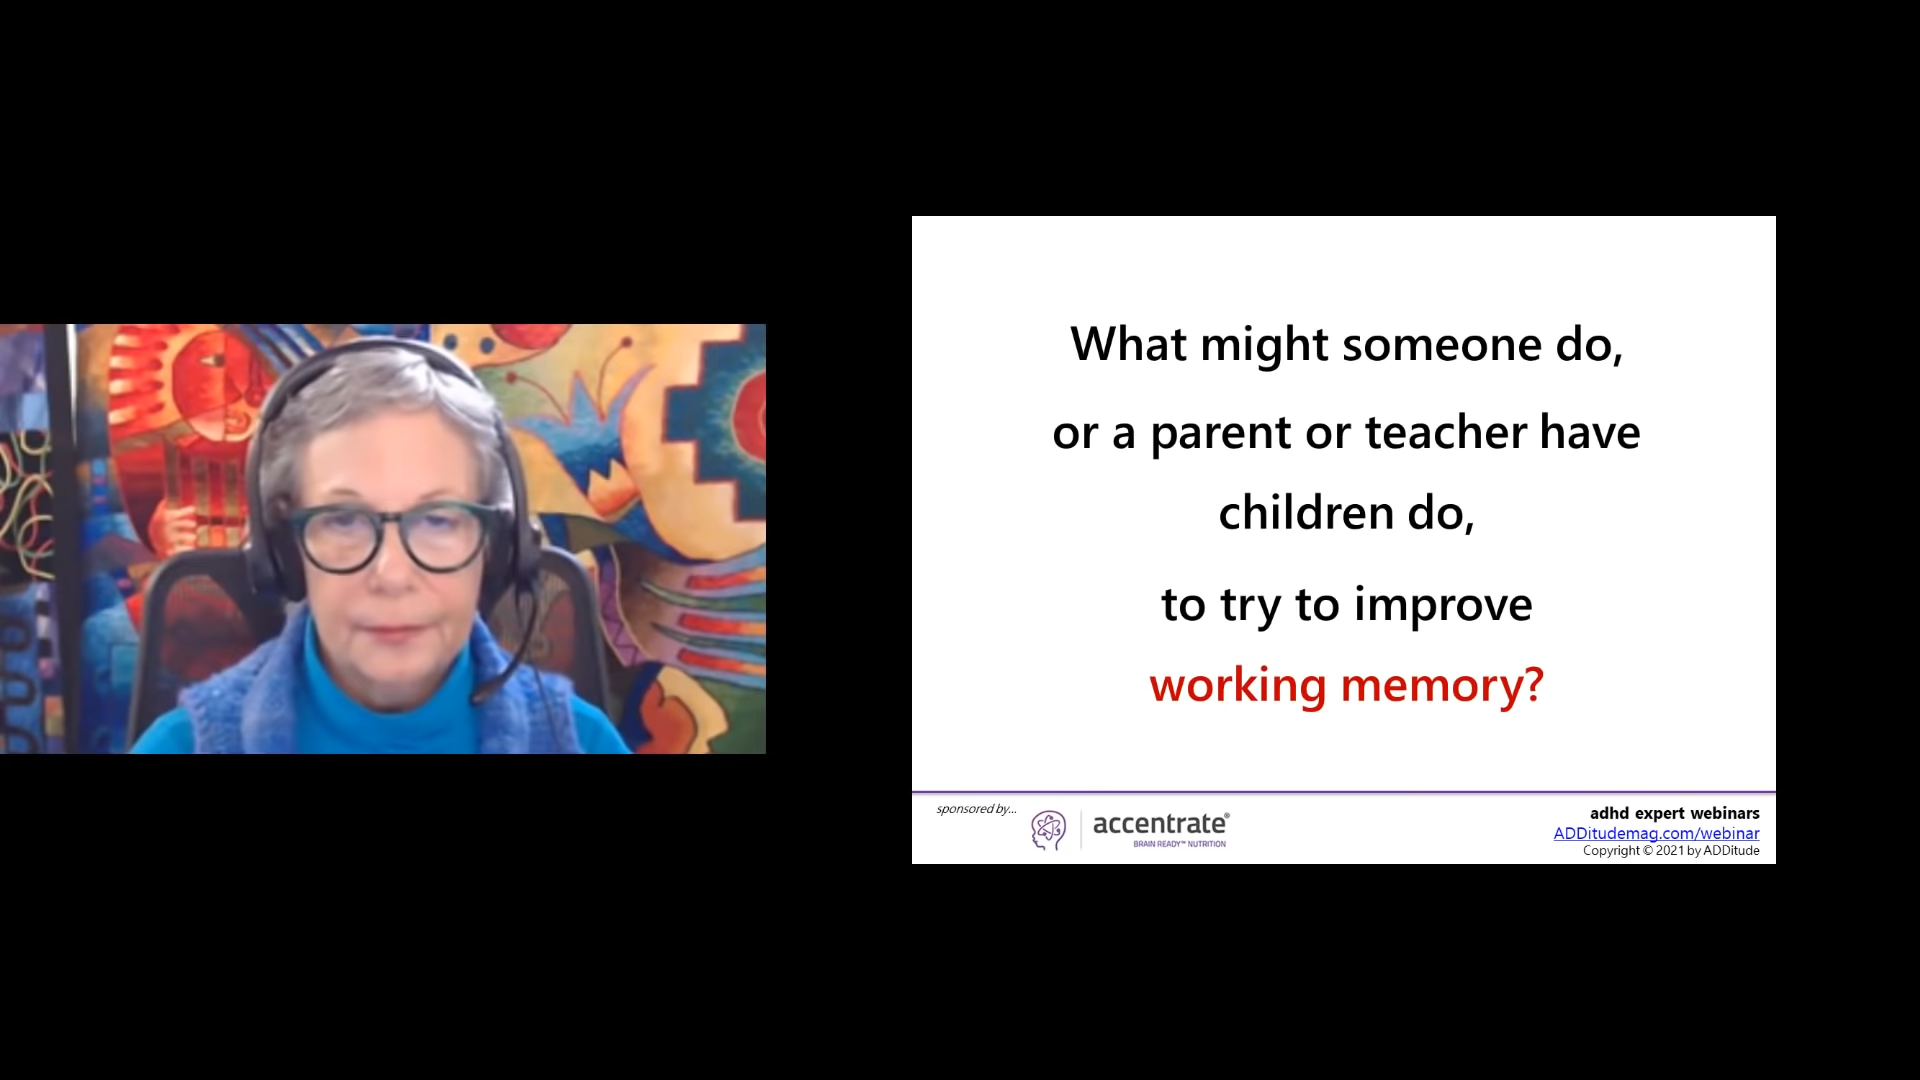 What might someone do,
or a parent or teacher have
children do,
to try to improve
working memory?
sponsored by...
accentrate®
BRAIN READY™ NUTRITION
adhd expert webinars
ADDitudemag.com/webinar
Copyright © 2021 by ADDitude